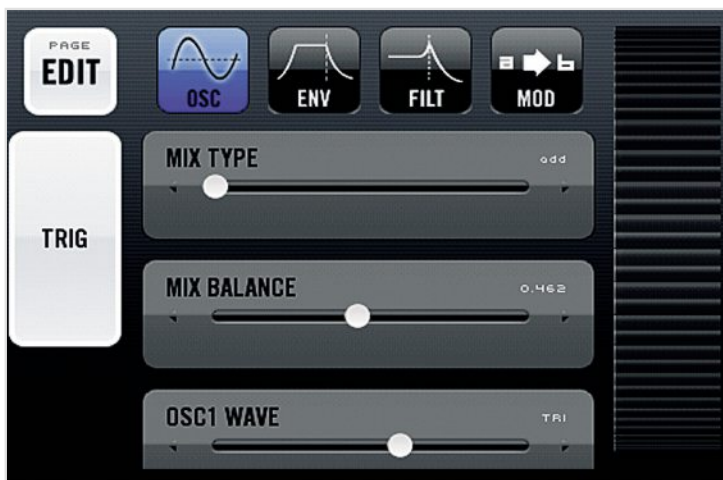 PAGE
EDIT
OSC
ENV
FILT
a b
MOD
TRIG
MIX TYPE
add
MIX BALANCE
0.462
OSC1 WAVE
TRI